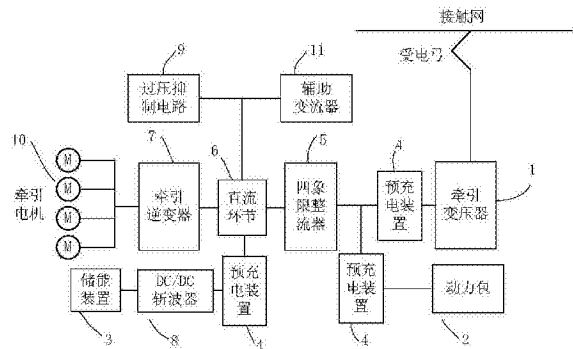 接触网
受电弓
9
11
过压抑
制电路
辅助
变流器
10
7
6
5
4
1
M
M
M
M
牵引
电机
牵引
逆变器
直流
环节
四象
限整
流器
预充
电装
置
牵引
变压器
储能
装置
DC/DC
斩波器
预充
电装
置
预充
电装
置
动力包
3
8
4
4
2